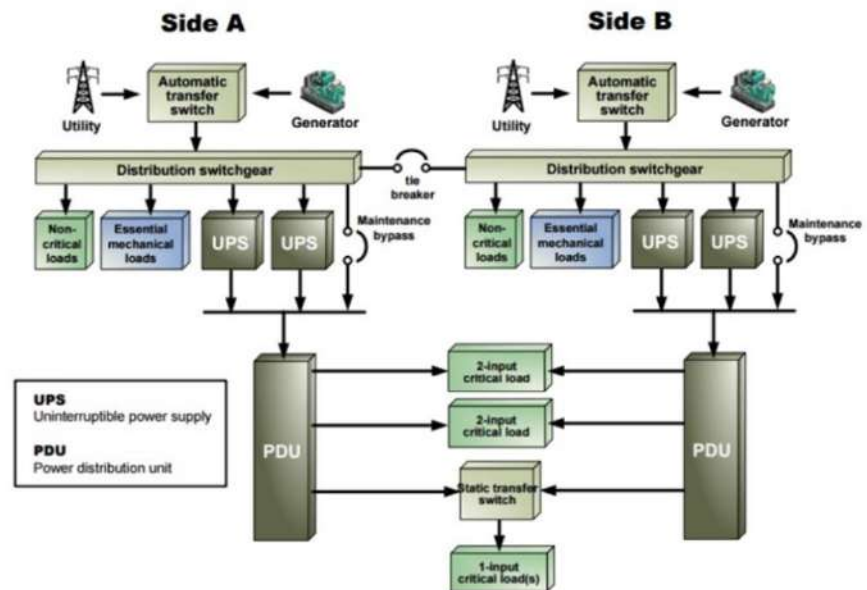 Side A
Side B
Utility
Automatic
transfer
switch
Generator
Utility
Automatic
transfer
switch
Generator
Distribution switchgear
tie
breaker
Distribution switchgear
Non-
critical
loads
Essential
mechanical
loads
UPS
UPS
Maintenance
bypass
Non-
critical
loads
Essential
mechanical
loads
UPS
UPS
Maintenance
bypass
2-input
critical load
2-input
critical load
PDU
PDU
Static transfer
switch
1-input
critical load(s)
UPS
Uninterruptible power supply
PDU
Power distribution unit